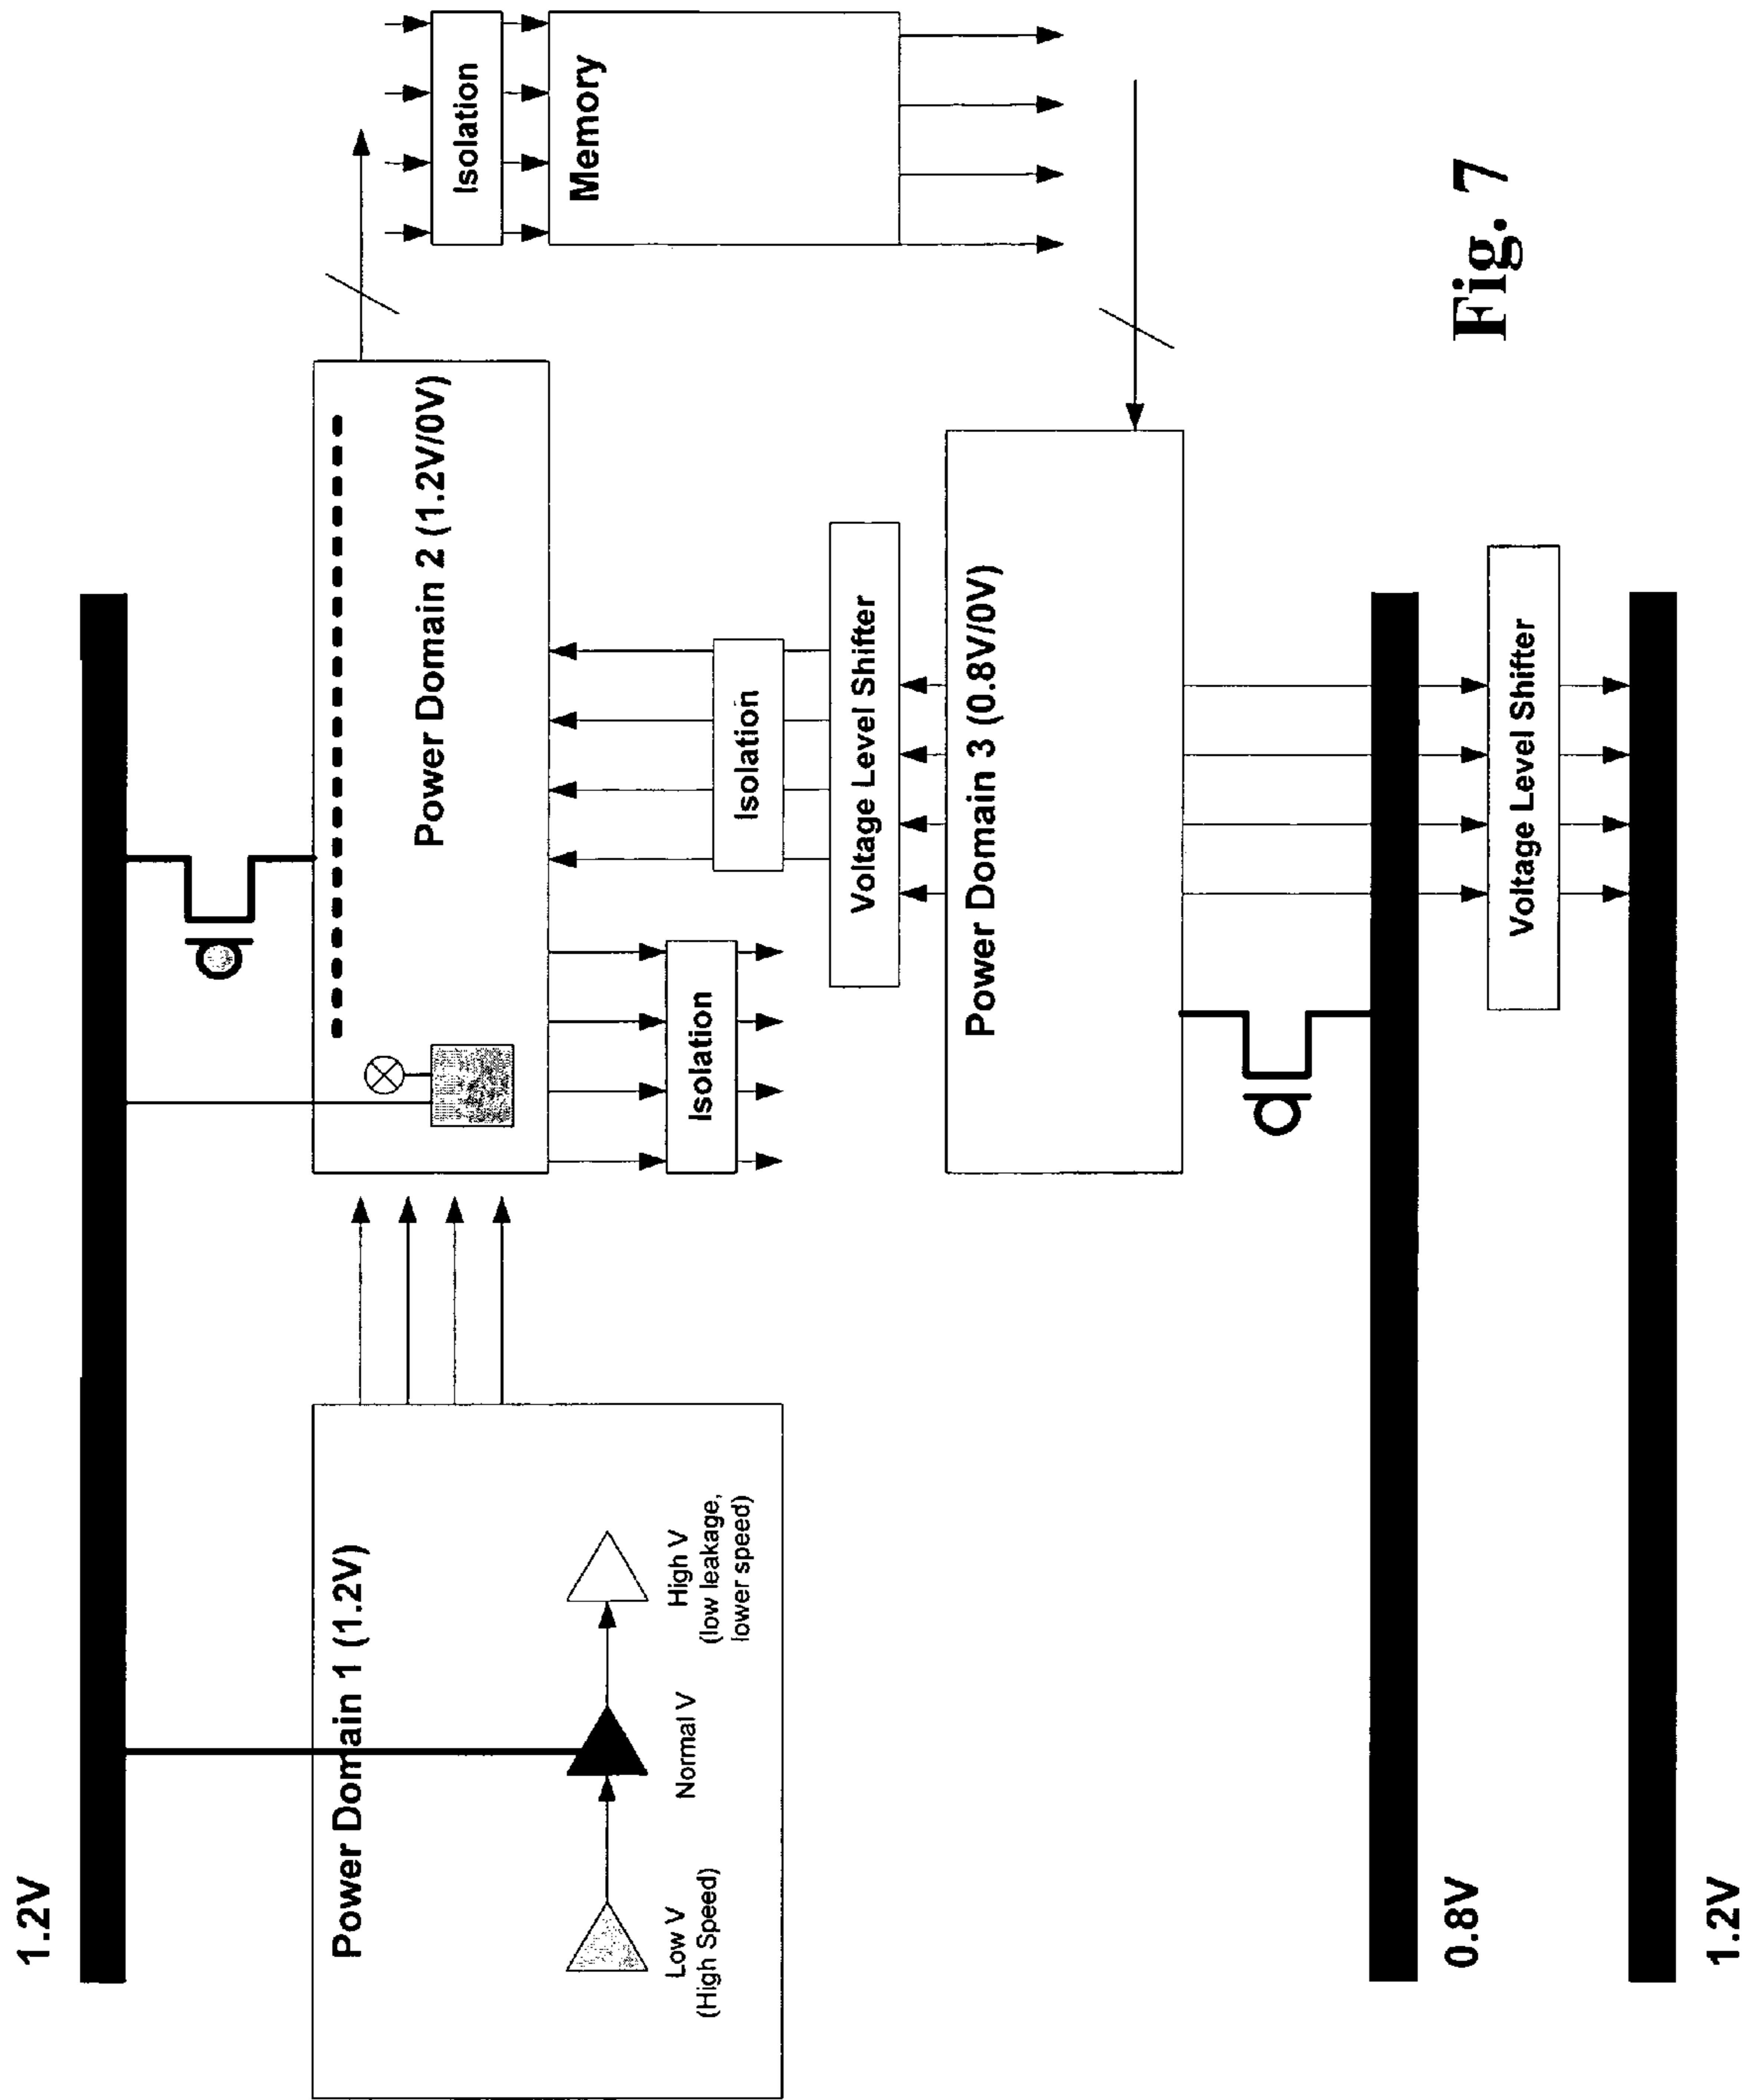 1.2V
Power Domain 1 (1.2V)
Low V
(High Speed)
Normal V
High V
(low leakage,
lower speed)
Power Domain 2 (1.2V/0V)
Isolation
Memory
Isolation
Isolation
Voltage Level Shifter
Power Domain 3 (0.8V/0V)
0.8V
Voltage Level Shifter
1.2V
Fig. 7